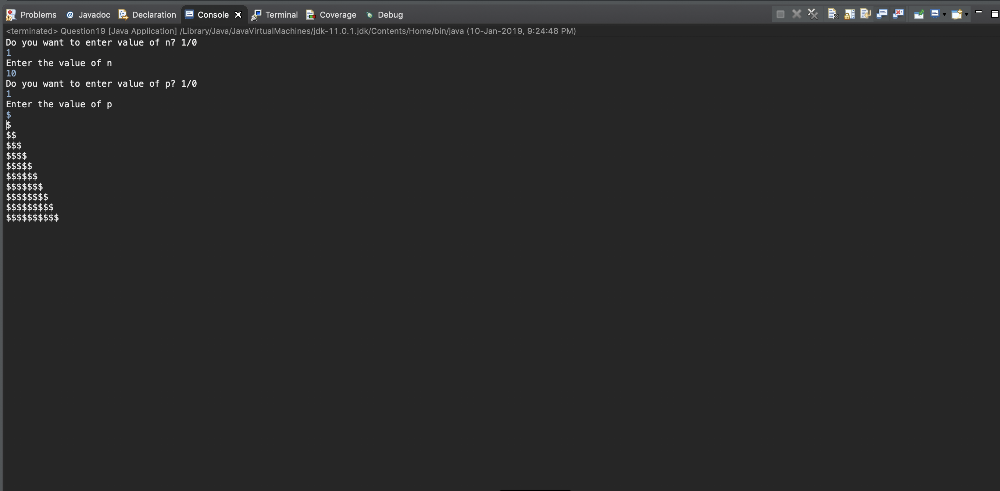 Problems Javadoc Declaration Console Terminal Coverage Debug
<terminated> Question19 [Java Application] /Library/Java/JavaVirtualMachines/jdk-11.0.1.jdk/Contents/Home/bin/java (10-Jan-2019, 9:24:48 PM)
Do you want to enter value of n? 1/0
1
Enter the value of n
10
Do you want to enter value of p? 1/0
1
Enter the value of p
$
$
$$
$$$
$$$$
$$$$$
$$$$$$
$$$$$$$
$$$$$$$$
$$$$$$$$$
$$$$$$$$$$